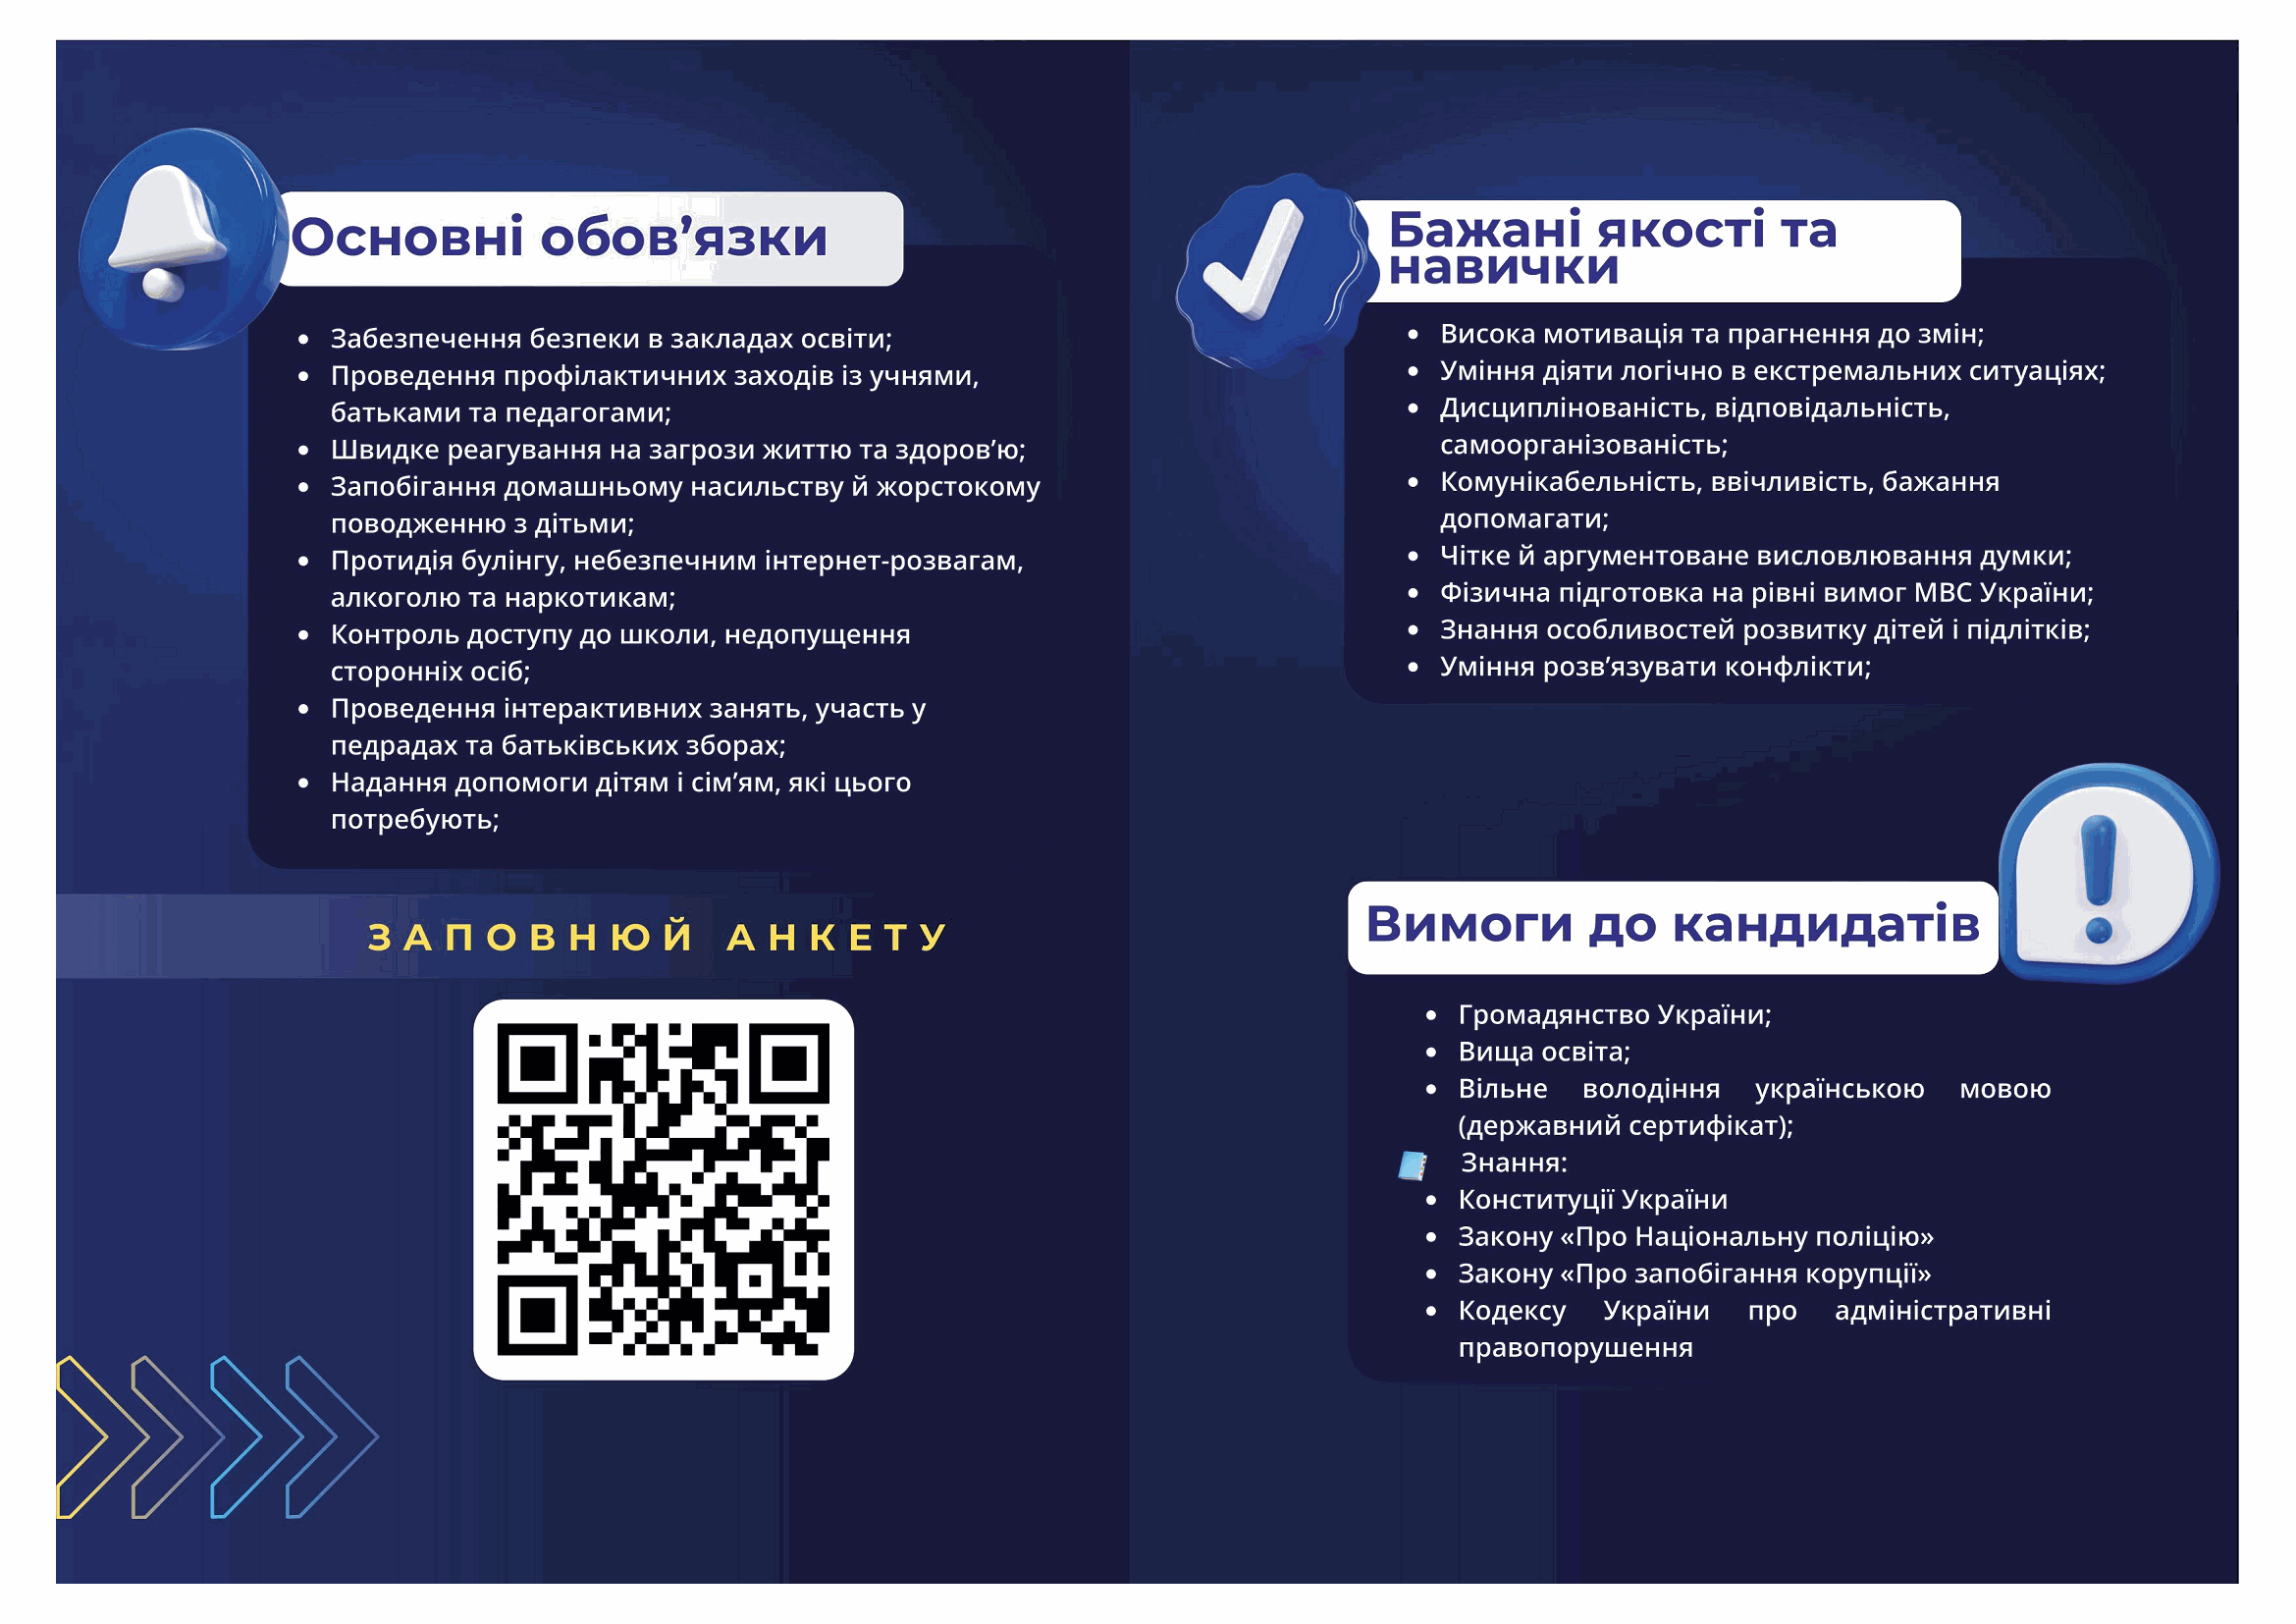 Основні обов’язки
• Забезпечення безпеки в закладах освіти;
• Проведення профілактичних заходів із учнями,
батьками та педагогами;
• Швидке реагування на загрози життю та здоров’ю;
• Запобігання домашньому насильству й жорстокому
поводженню з дітьми;
• Протидія булінгу, небезпечним інтернет-розвагам,
алкоголю та наркотикам;
• Контроль доступу до школи, недопущення
сторонніх осіб;
• Проведення інтерактивних занять, участь у
педрадах та батьківських зборах;
• Надання допомоги дітям і сім’ям, які цього
потребують;
ЗАПОВНЮЙ АНКЕТУ
Бажані якості та
навички
• Висока мотивація та прагнення до змін;
• Уміння діяти логічно в екстремальних ситуаціях;
• Дисциплінованість, відповідальність,
самоорганізованість;
• Комунікабельність, ввічливість, бажання
допомагати;
• Чітке й аргументоване висловлювання думки;
• Фізична підготовка на рівні вимог МВС України;
• Знання особливостей розвитку дітей і підлітків;
• Уміння розв’язувати конфлікти;
Вимоги до кандидатів
• Громадянство України;
• Вища освіта;
• Вільне володіння українською мовою
(державний сертифікат);
Знання:
• Конституції України
• Закону «Про Національну поліцію»
• Закону «Про запобігання корупції»
• Кодексу України про адміністративні
правопорушення